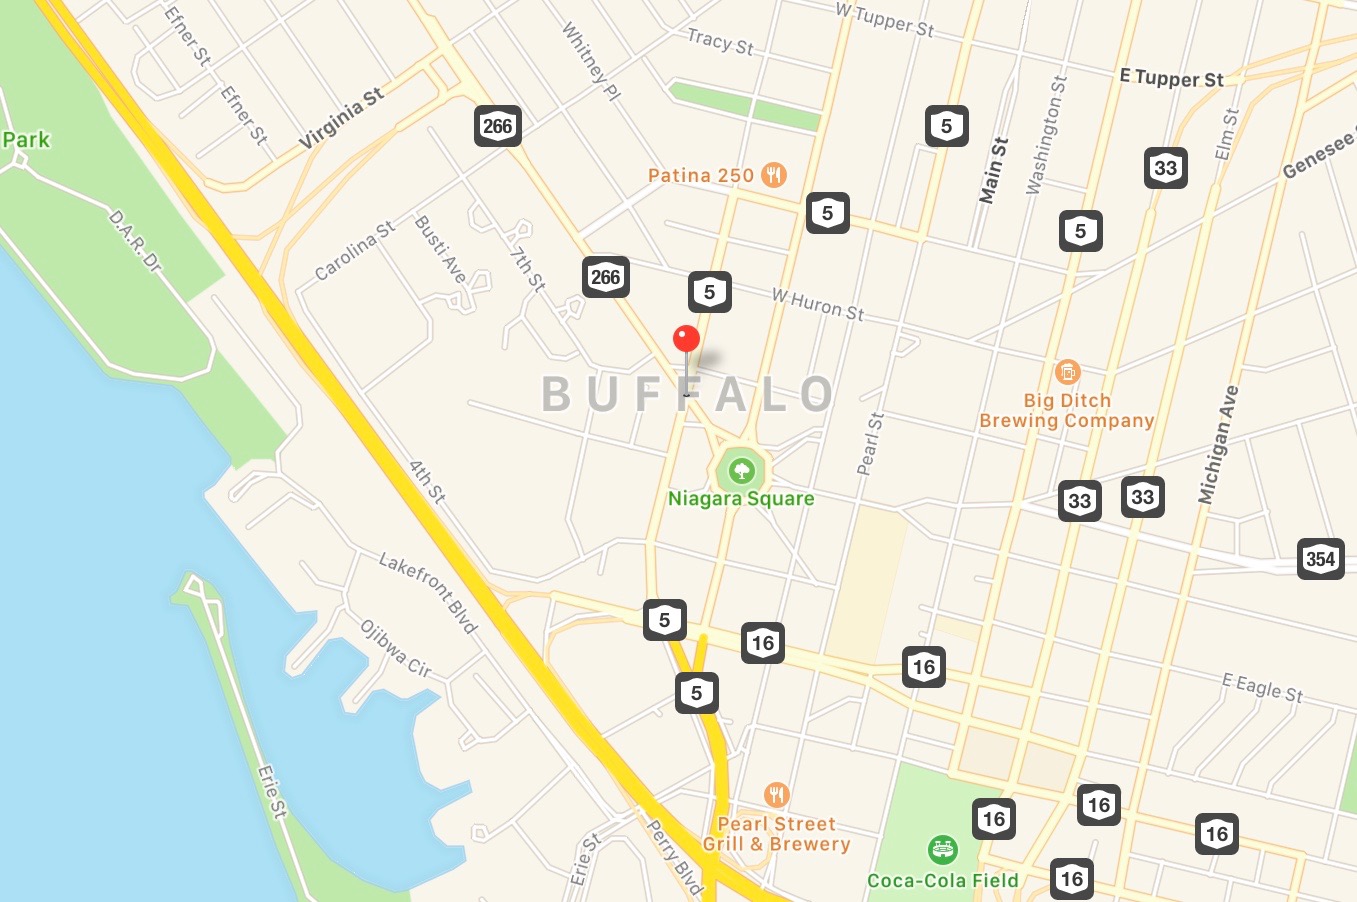 W Tupper St
Efner St
Whitney Pl
Tracy St
E Tupper St
Efner St
Virginia St
266
5
Main St
Washington St
33
Elm St
Genesee
Park
Patina 250
5
5
D.A.R. Dr
Carolina St
Busti Ave
7th St
266
5
W Huron St
BUFFALO
Big Ditch
Brewing Company
Michigan Ave
Pearl St
4th St
Niagara Square
33
33
354
Lakefront Blvd
Ojibwa Cir
5
16
16
5
E Eagle St
Erie St
Pearl Street
Grill & Brewery
Erie St
Perry Blvd
16
16
16
Coca-Cola Field
16